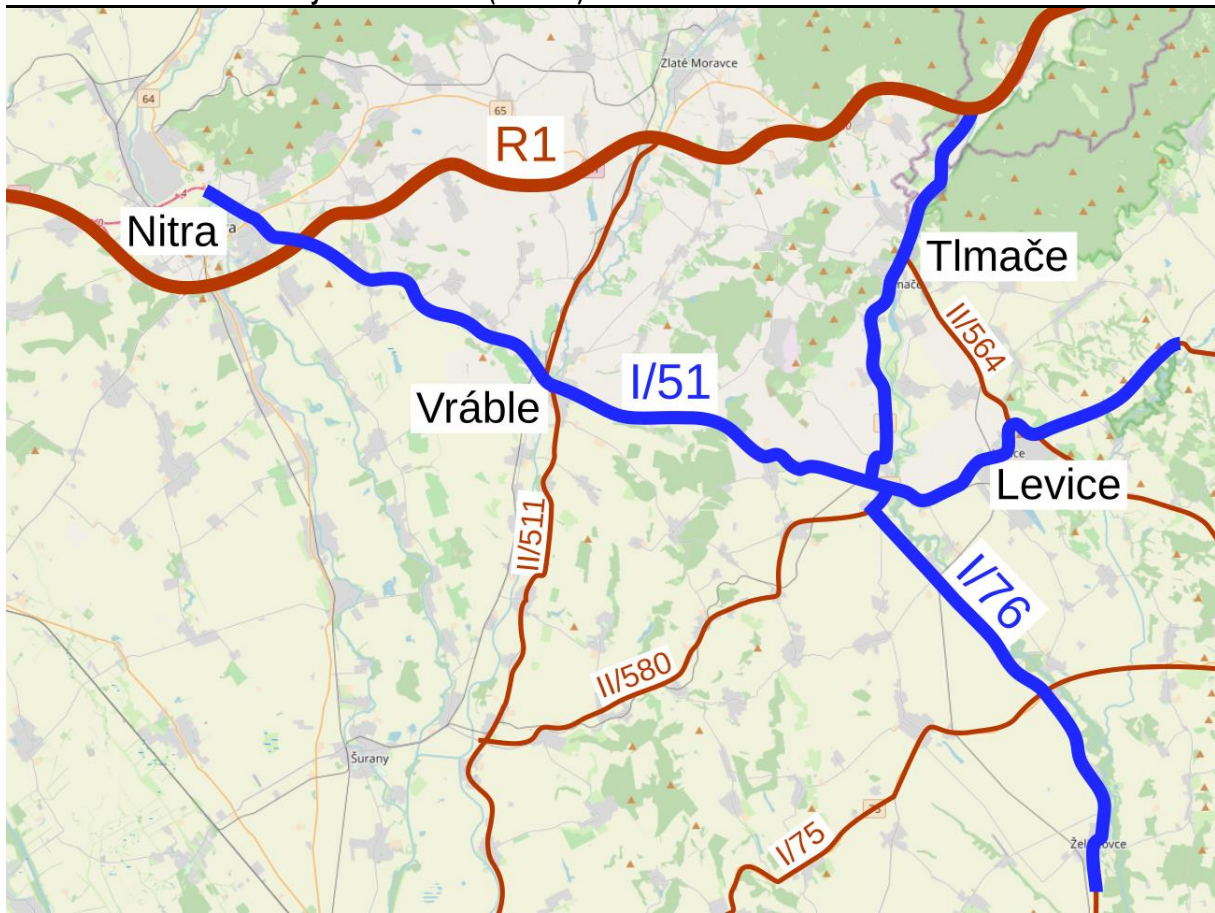 Zlaté Moravce
64
65
R1
Nitra
Tlmače
II/564
I/51
Vráble
Levice
II/511
I/76
II/580
Šurany
I/75